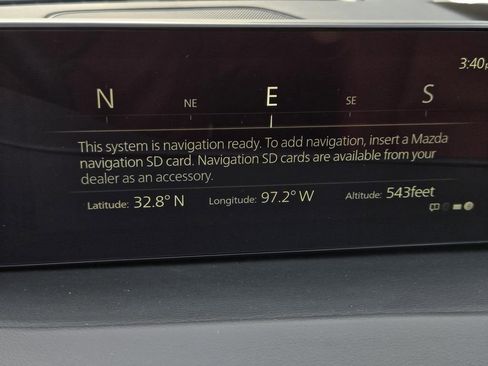 3:40
N NE E SE S
This system is navigation ready. To add navigation, insert a Mazda
navigation SD card. Navigation SD cards are available from your
dealer as an accessory.
Latitude: 32.8° N Longitude: 97.2° W Altitude: 543feet